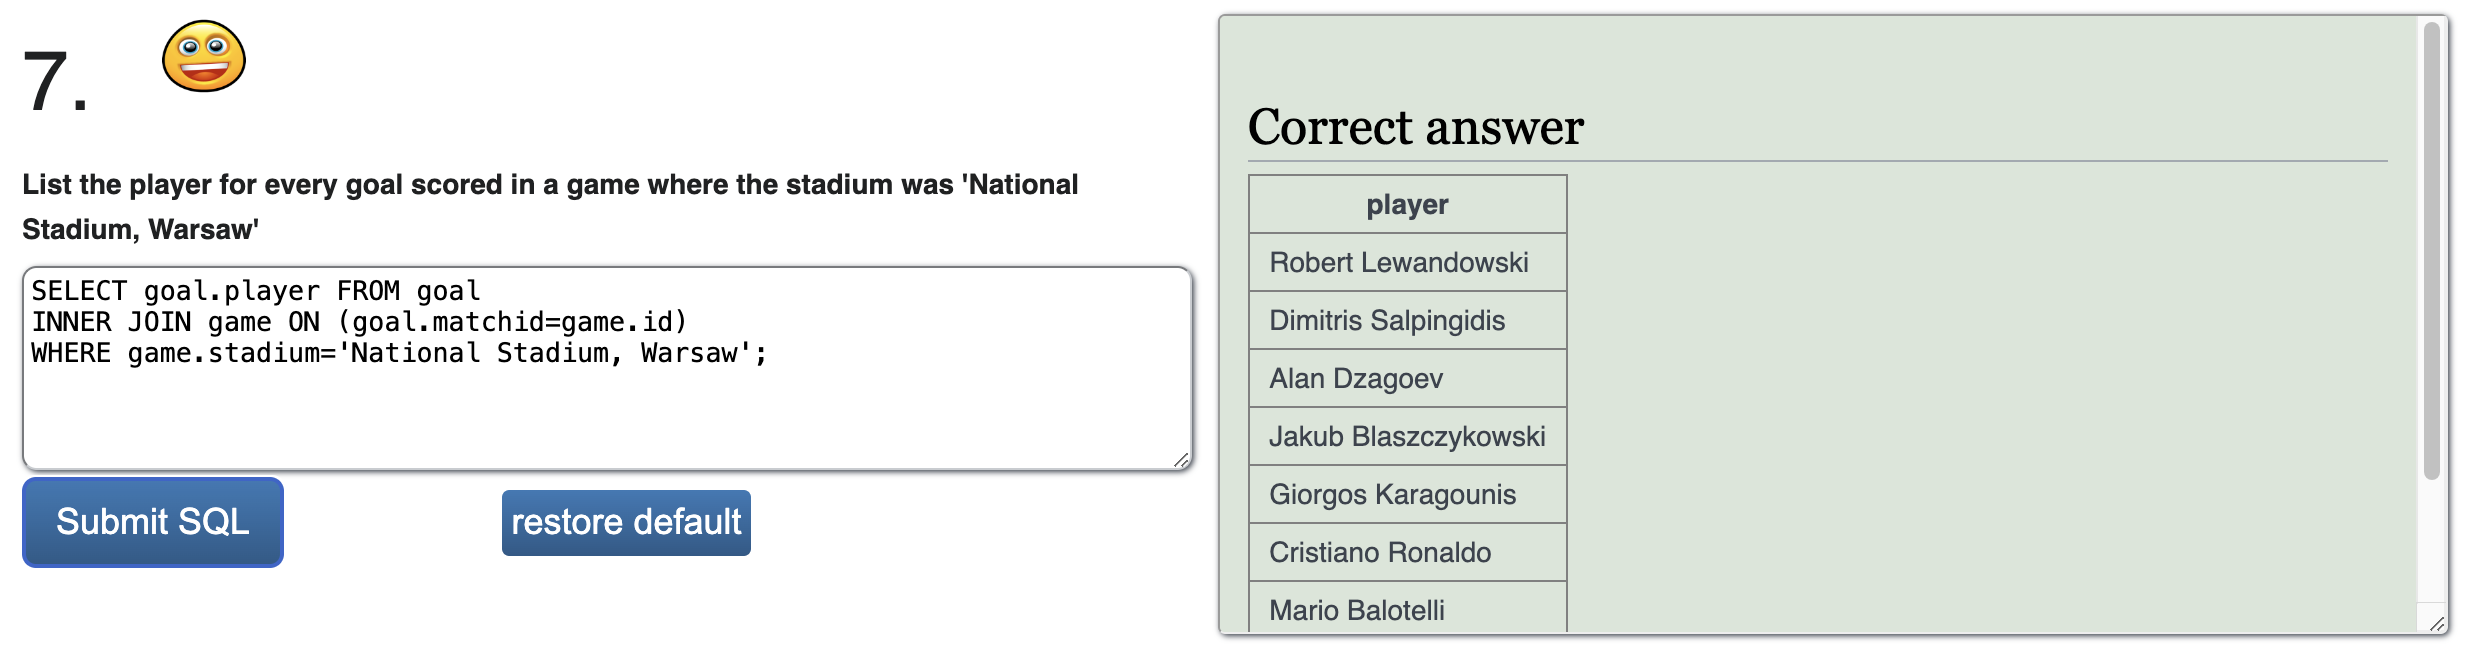 7.
List the player for every goal scored in a game where the stadium was 'National
Stadium, Warsaw'
SELECT goal.player FROM goal
INNER JOIN game ON (goal.matchid=game.id)
WHERE game.stadium='National Stadium, Warsaw';
Submit SQL
restore default
Correct answer
player
Robert Lewandowski
Dimitris Salpingidis
Alan Dzagoev
Jakub Blaszczykowski
Giorgos Karagounis
Cristiano Ronaldo
Mario Balotelli